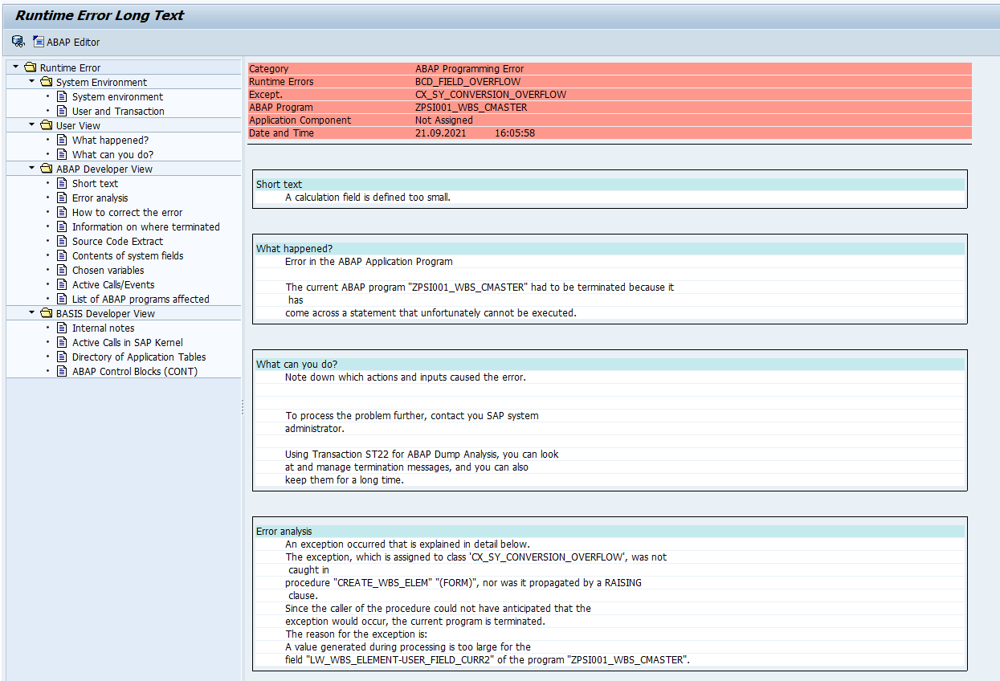 Runtime Error Long Text
ABAP Editor
Runtime Error
System Environment
System environment
User and Transaction
User View
What happened?
What can you do?
ABAP Developer View
Short text
Error analysis
How to correct the error
Information on where terminated
Source Code Extract
Contents of system fields
Chosen variables
Active Calls/Events
List of ABAP programs affected
BASIS Developer View
Internal notes
Active Calls in SAP Kernel
Directory of Application Tables
ABAP Control Blocks (CONT)
Category ABAP Programming Error
Runtime Errors BCD_FIELD_OVERFLOW
Except. CX_SY_CONVERSION_OVERFLOW
ABAP Program ZPSI001_WBS_CMASTER
Application Component Not Assigned
Date and Time 21.09.2021 16:05:58
Short text
A calculation field is defined too small.
What happened?
Error in the ABAP Application Program
The current ABAP program "ZPSI001_WBS_CMASTER" had to be terminated because it
has
come across a statement that unfortunately cannot be executed.
What can you do?
Note down which actions and inputs caused the error.
To process the problem further, contact you SAP system
administrator.
Using Transaction ST22 for ABAP Dump Analysis, you can look
at and manage termination messages, and you can also
keep them for a long time.
Error analysis
An exception occurred that is explained in detail below.
The exception, which is assigned to class 'CX_SY_CONVERSION_OVERFLOW', was not
caught in
procedure "CREATE_WBS_ELEM" "(FORM)", nor was it propagated by a RAISING
clause.
Since the caller of the procedure could not have anticipated that the
exception would occur, the current program is terminated.
The reason for the exception is:
A value generated during processing is too large for the
field "LW_WBS_ELEMENT-USER_FIELD_CURR2" of the program "ZPSI001_WBS_CMASTER".